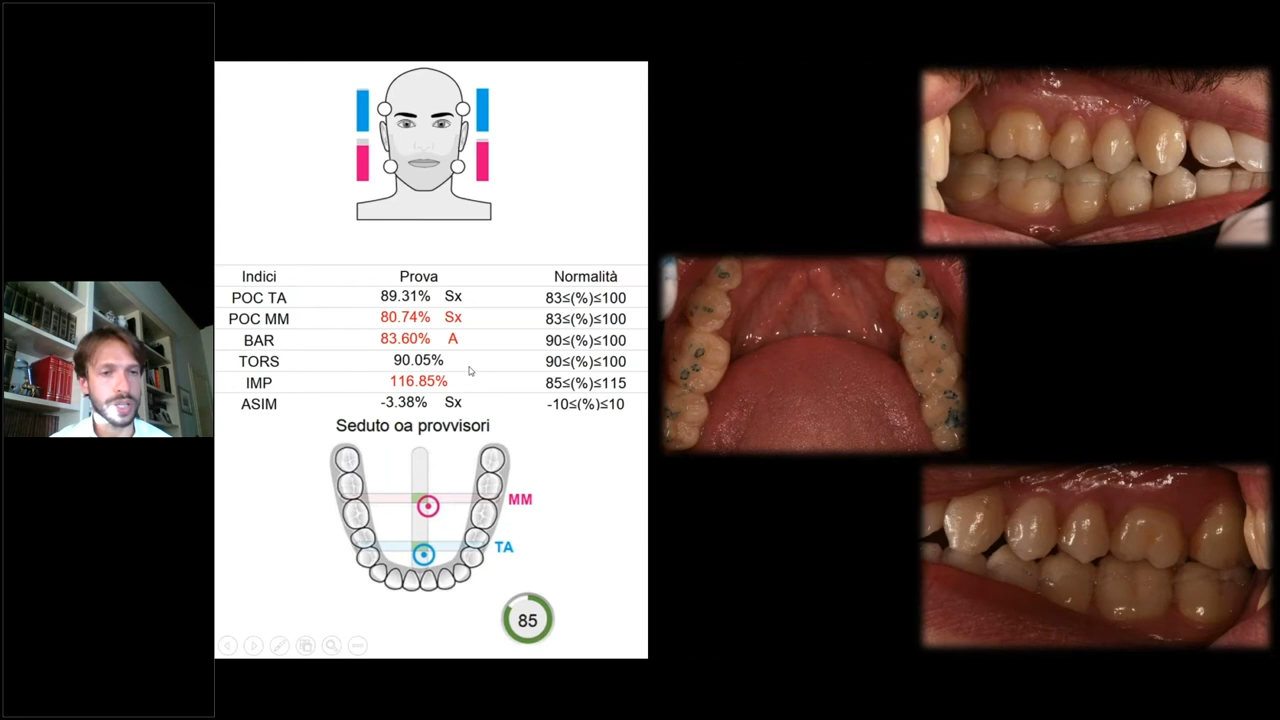 Indici Prova Normalità
POC TA 89.31% Sx 83≤(%)≤100
POC MM 80.74% Sx 83≤(%)≤100
BAR 83.60% A 90≤(%)≤100
TORS 90.05% 90≤(%)≤100
IMP 116.85% 85≤(%)≤115
ASIM -3.38% Sx -10≤(%)≤10
Seduto oa provvisori
MM
TA
85